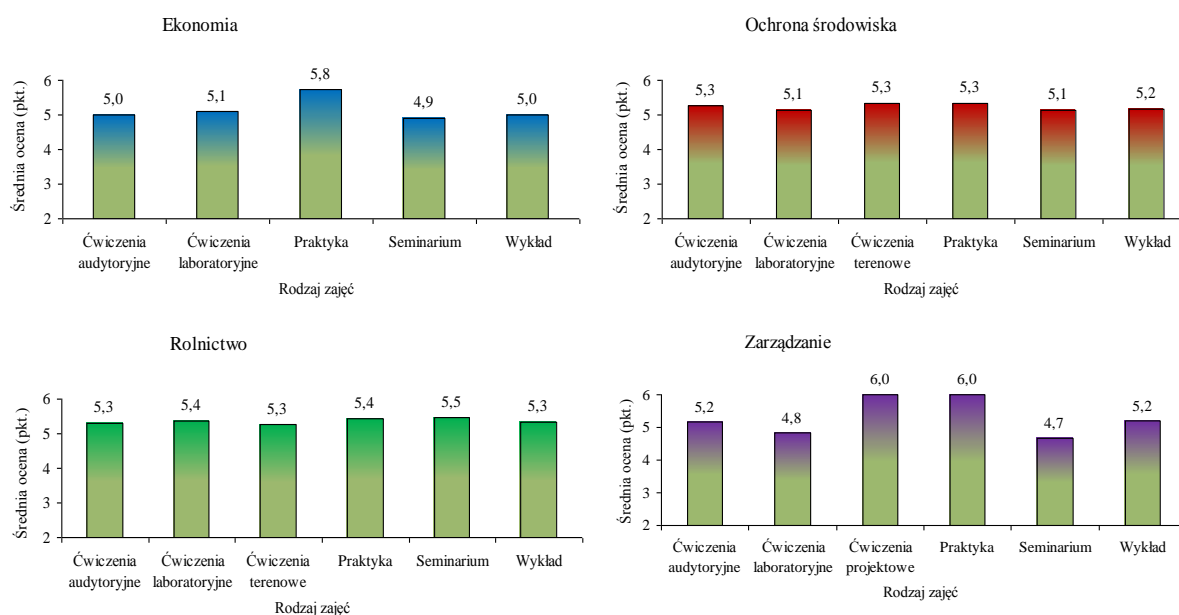 Ekonomia
Średnia ocena (pkt.)
6
5
4
3
2
5,0
5,1
5,8
4,9
5,0
Ćwiczenia
audytoryjne
Ćwiczenia
laboratoryjne
Praktyka
Seminarium
Wykład
Rodzaj zajęć
Ochrona środowiska
Średnia ocena (pkt.)
6
5
4
3
2
5,3
5,1
5,3
5,3
5,1
5,2
Ćwiczenia
audytoryjne
Ćwiczenia
laboratoryjne
Ćwiczenia
terenowe
Praktyka
Seminarium
Wykład
Rodzaj zajęć
Rolnictwo
Średnia ocena (pkt.)
6
5
4
3
2
5,3
5,4
5,3
5,4
5,5
5,3
Ćwiczenia
audytoryjne
Ćwiczenia
laboratoryjne
Ćwiczenia
terenowe
Praktyka
Seminarium
Wykład
Rodzaj zajęć
Zarządzanie
Średnia ocena (pkt.)
6
5
4
3
2
5,2
4,8
6,0
6,0
4,7
5,2
Ćwiczenia
audytoryjne
Ćwiczenia
laboratoryjne
Ćwiczenia
projektowe
Praktyka
Seminarium
Wykład
Rodzaj zajęć